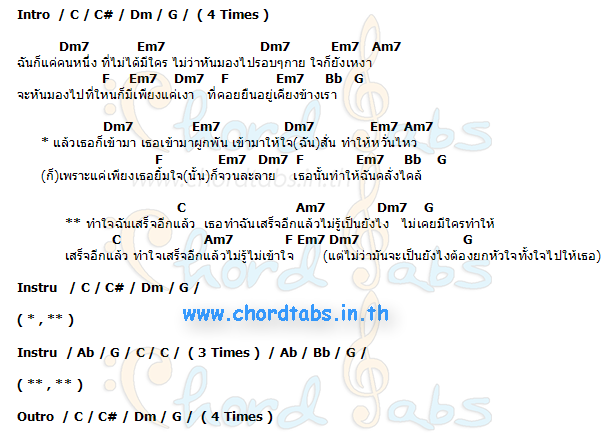 Intro / C / C# / Dm / G / ( 4 Times )
Dm7 Em7 Dm7 Em7 Am7
ฉันก็แค่คนหนึ่ง ที่ไม่ได้มีใคร ไม่ว่าหันมองไปรอบๆกาย ใจก็ยังเหงา
F Em7 Dm7 F Em7 Bb G
จะหันมองไปที่ไหนก็มีเพียงแค่เงา ที่คอยยืนอยู่เคียงข้างเรา
Dm7 Em7 Dm7 Em7 Am7
* แล้วเธอก็เข้ามา เธอเข้ามาผูกพัน เข้ามาให้ใจ(ฉัน)สั่น ทำให้หวั่นไหว
F Em7 Dm7 F Em7 Bb G
(ก็)เพราะแค่เพียงเธอยิ้มใจ(นั้น)ก็จวนละลาย เธอนั้นทำให้ฉันคลั่งไคล้
C Am7 Dm7 G
** ทำใจฉันเสร็จอีกแล้ว เธอทำฉันเสร็จอีกแล้วไม่รู้เป็นยังไง ไม่เคยมีใครทำให้
C Am7 F Em7 Dm7 G
เสร็จอีกแล้ว ทำใจเสร็จอีกแล้วไม่รู้ไม่เข้าใจ (แต่ไม่ว่ามันจะเป็นยังไงต้องยกหัวใจทั้งใจไปให้เธอ)
Instru / C / C# / Dm / G /
www.chordtabs.in.th
( * , ** )
Instru / Ab / G / C / C / ( 3 Times ) / Ab / Bb / G /
( ** , ** )
Outro / C / C# / Dm / G / ( 4 Times )